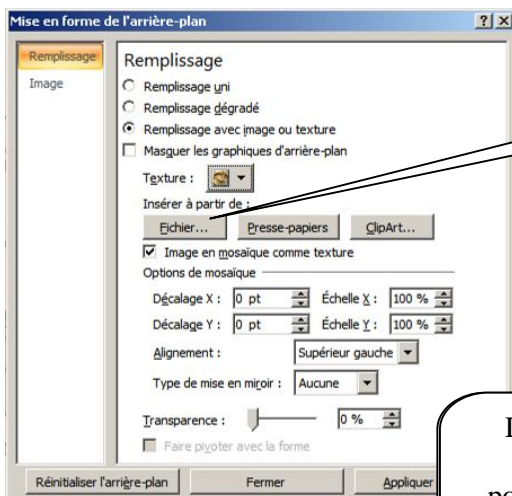 Mise en forme de l'arrière-plan
Remplissage
Image
Remplissage
Remplissage uni
Remplissage dégradé
Remplissage avec image ou texture
Masquer les graphiques d'arrière-plan
Texture :
Insérer à partir de :
Fichier... Presse-papiers ClipArt...
Image en mosaïque comme texture
Options de mosaïque
Décalage X : 0 pt Échelle X : 100 %
Décalage Y : 0 pt Échelle Y : 100 %
Alignement : Supérieur gauche
Type de mise en miroir : Aucune
Transparence : 0 %
Faire pivoter avec la forme
Réinitialiser l'arrière-plan Fermer Appliquer